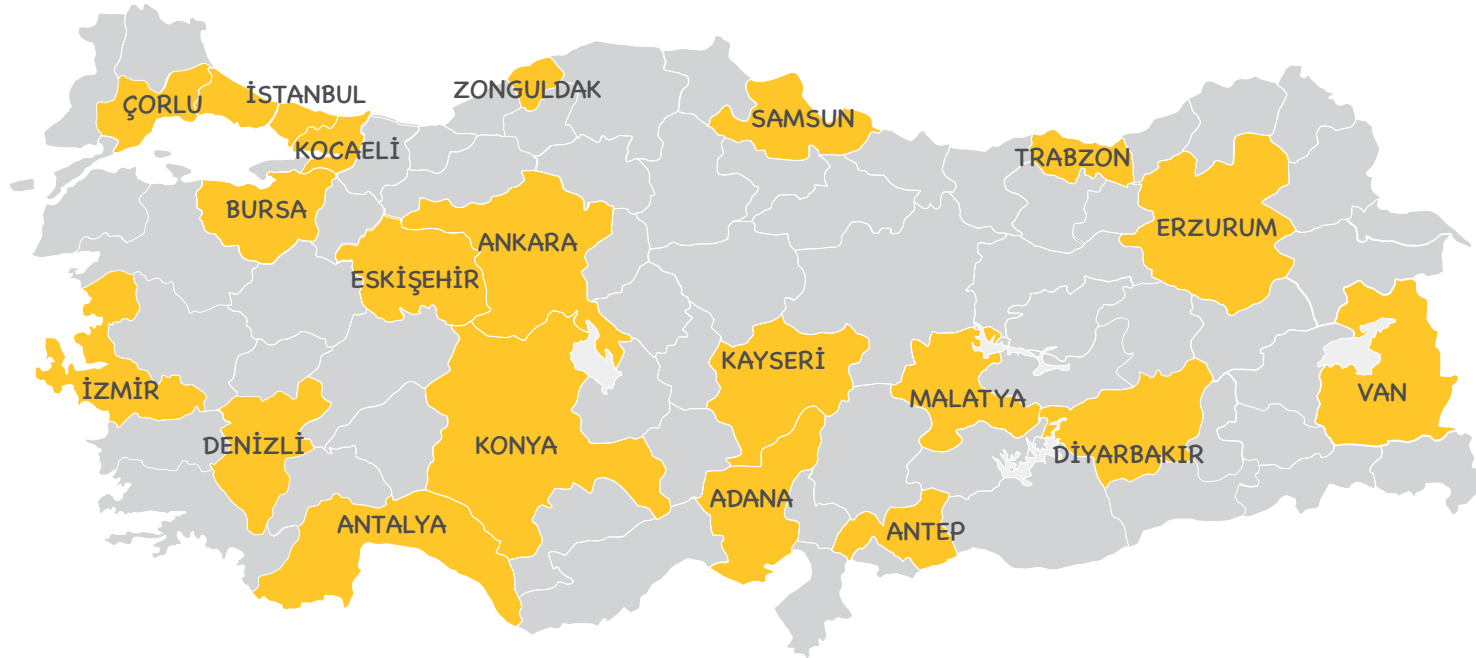 ZONGULDAK
İSTANBUL
ÇORLU
SAMSUN
KOCAELİ
TRABZON
BURSA
ERZURUM
ANKARA
ESKİŞEHİR
KAYSERİ
İZMİR
MALATYA
VAN
DENİZLİ
KONYA
DİYARBAKIR
ADANA
ANTALYA
ANTEP